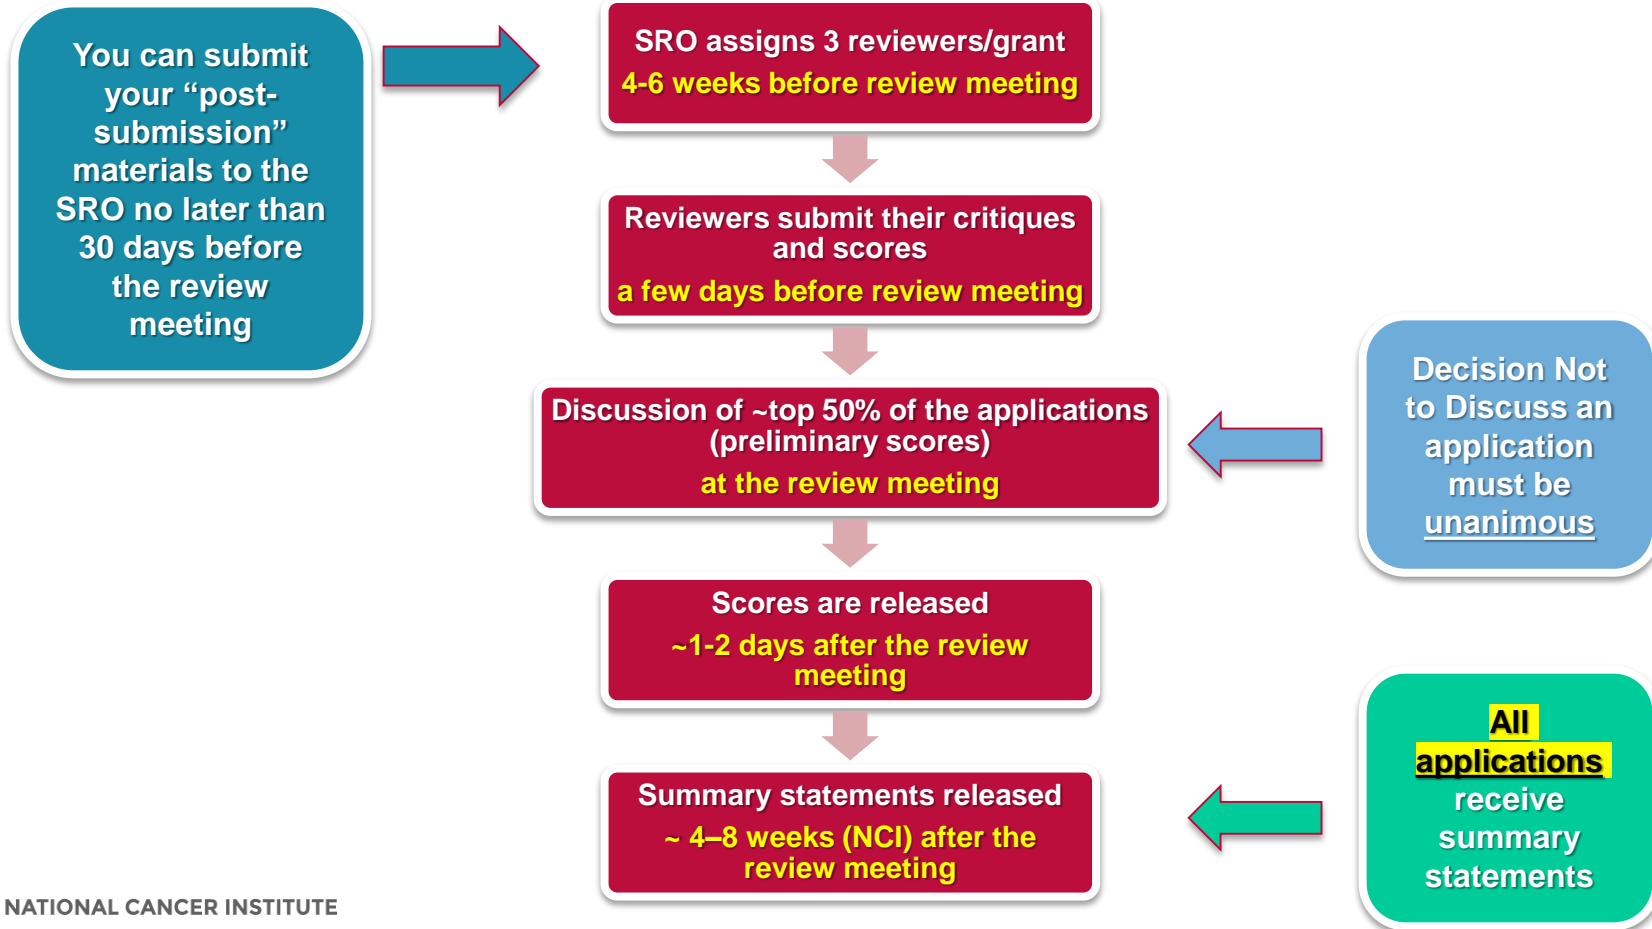 You can submit
your “post-
submission”
materials to the
SRO no later than
30 days before
the review
meeting
SRO assigns 3 reviewers/grant
4-6 weeks before review meeting
Reviewers submit their critiques
and scores
a few days before review meeting
Discussion of ~top 50% of the applications
(preliminary scores)
at the review meeting
Decision Not
to Discuss an
application
must be
unanimous
Scores are released
~1-2 days after the review
meeting
Summary statements released
~ 4–8 weeks (NCI) after the
review meeting
All
applications
receive
summary
statements
NATIONAL CANCER INSTITUTE